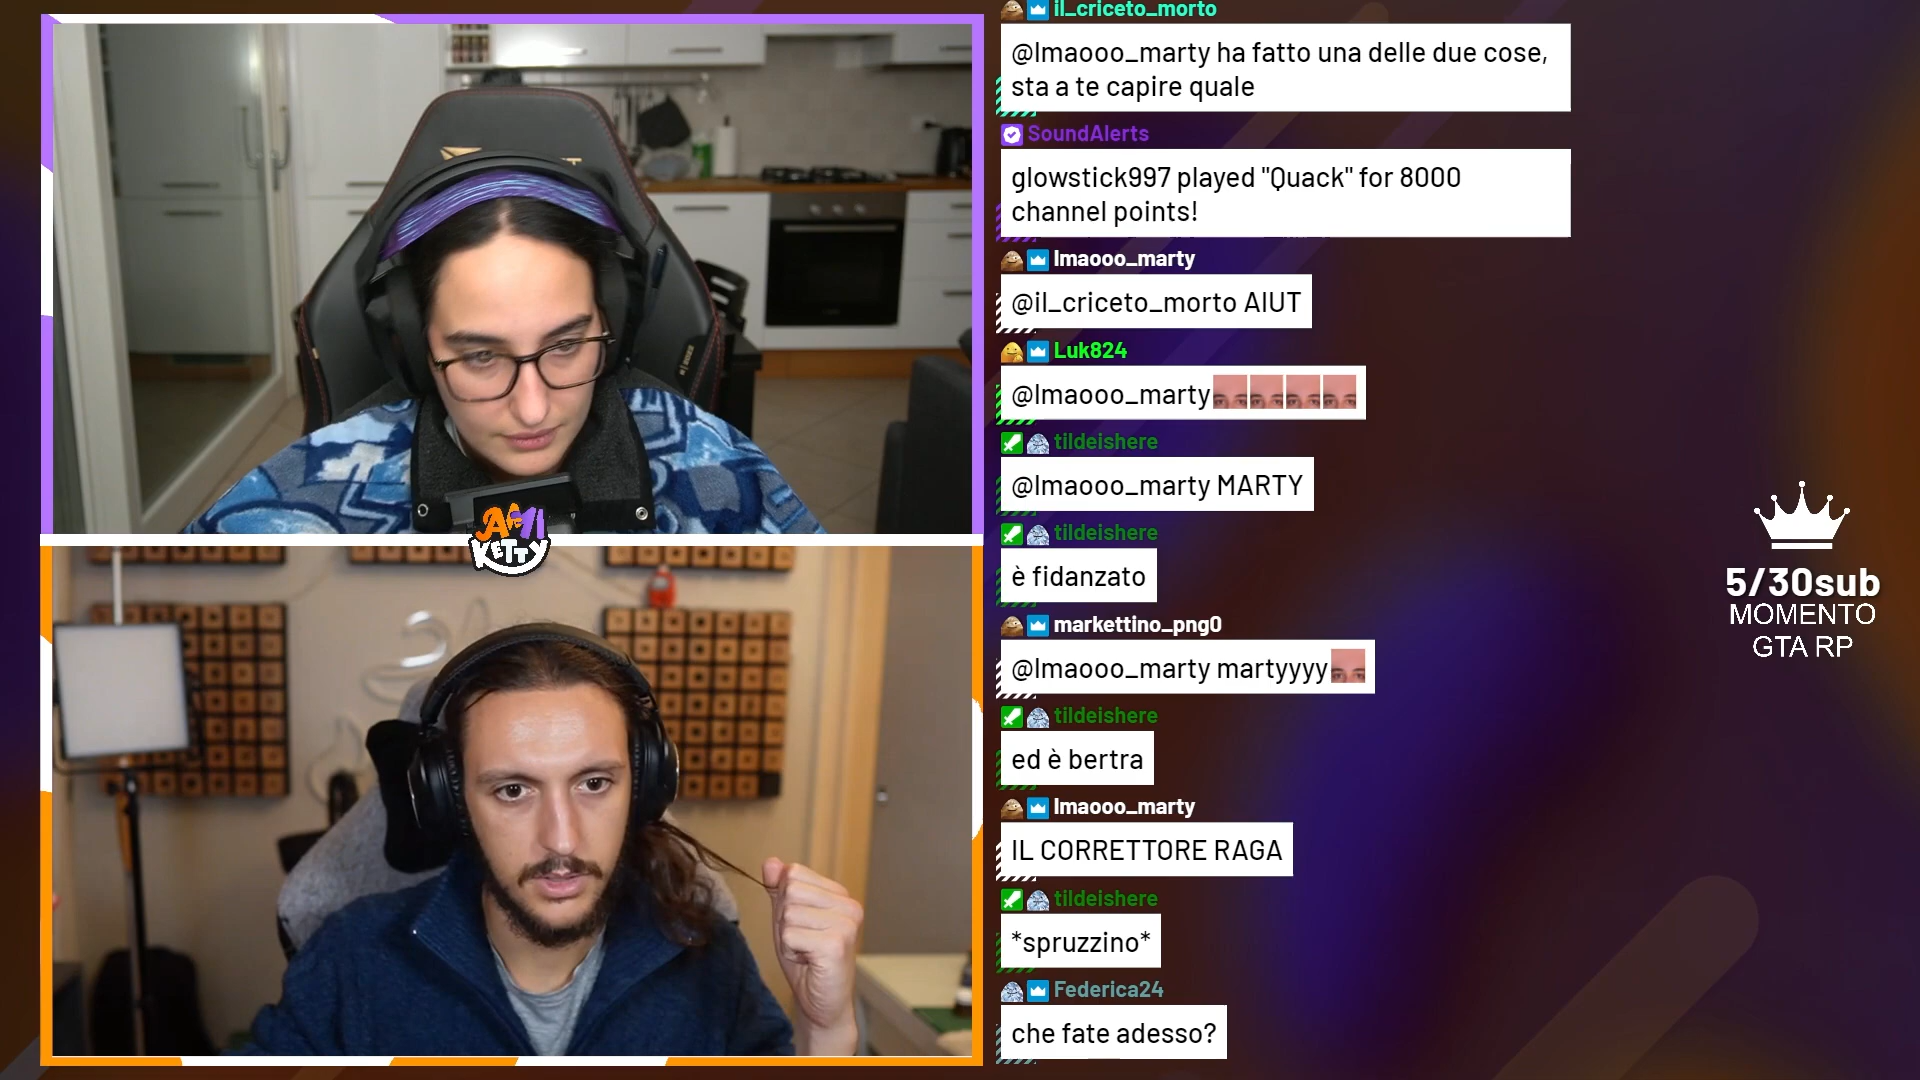 il_criceto_morto
@lmaooo_marty ha fatto una delle due cose,
sta a te capire quale
SoundAlerts
glowstick997 played "Quack" for 8000
channel points!
lmaooo_marty
@il_criceto_morto AIUT
Luk824
@lmaooo_marty
tildeishere
@lmaooo_marty MARTY
tildeishere
è fidanzato
markettino_png0
@lmaooo_marty martyyyy
tildeishere
ed è bertra
lmaooo_marty
IL CORRETTORE RAGA
tildeishere
*spruzzino*
Federica24
che fate adesso?
AMI
KETTY
5/30sub
MOMENTO
GTA RP